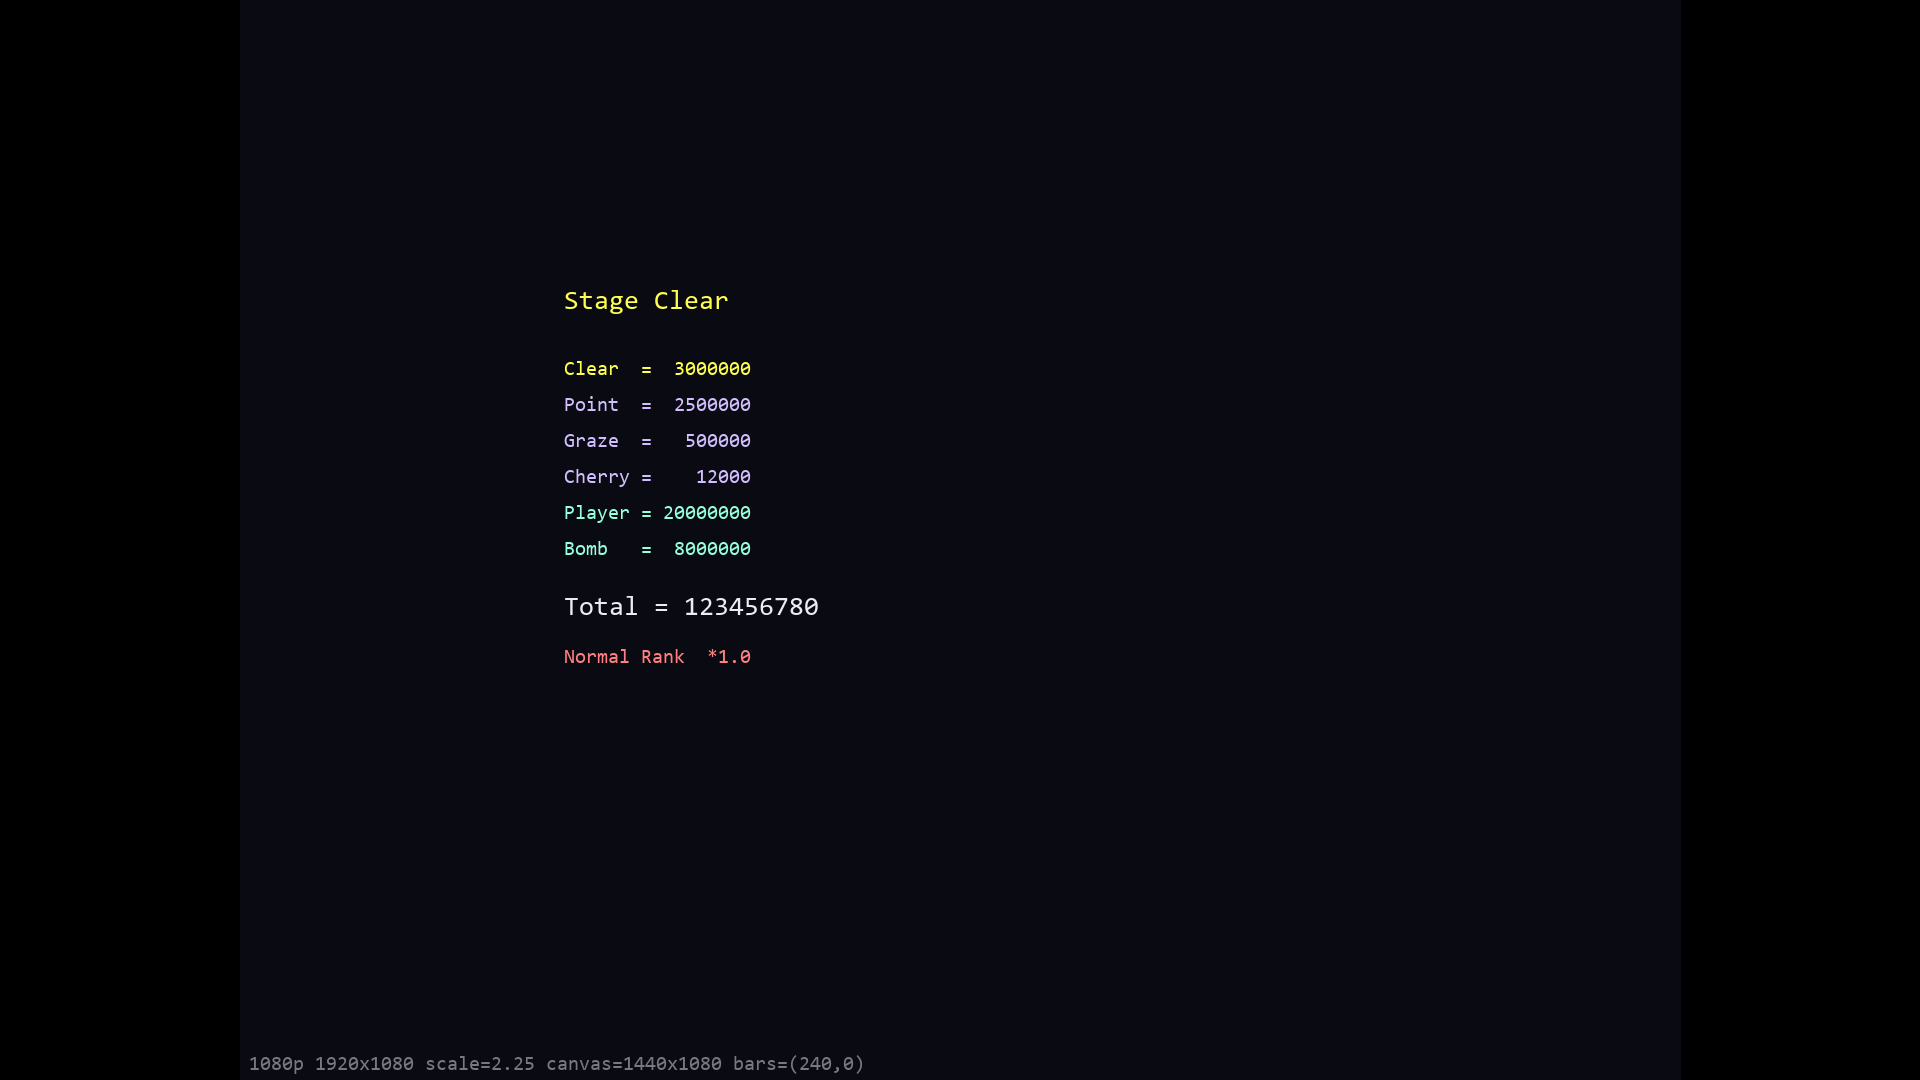 Stage Clear
Clear  =  3000000
Point  =  2500000
Graze  =   500000
Cherry =    12000
Player = 20000000
Bomb   =  8000000
Total = 123456780
Normal Rank  *1.0
1080p 1920x1080 scale=2.25 canvas=1440x1080 bars=(240,0)